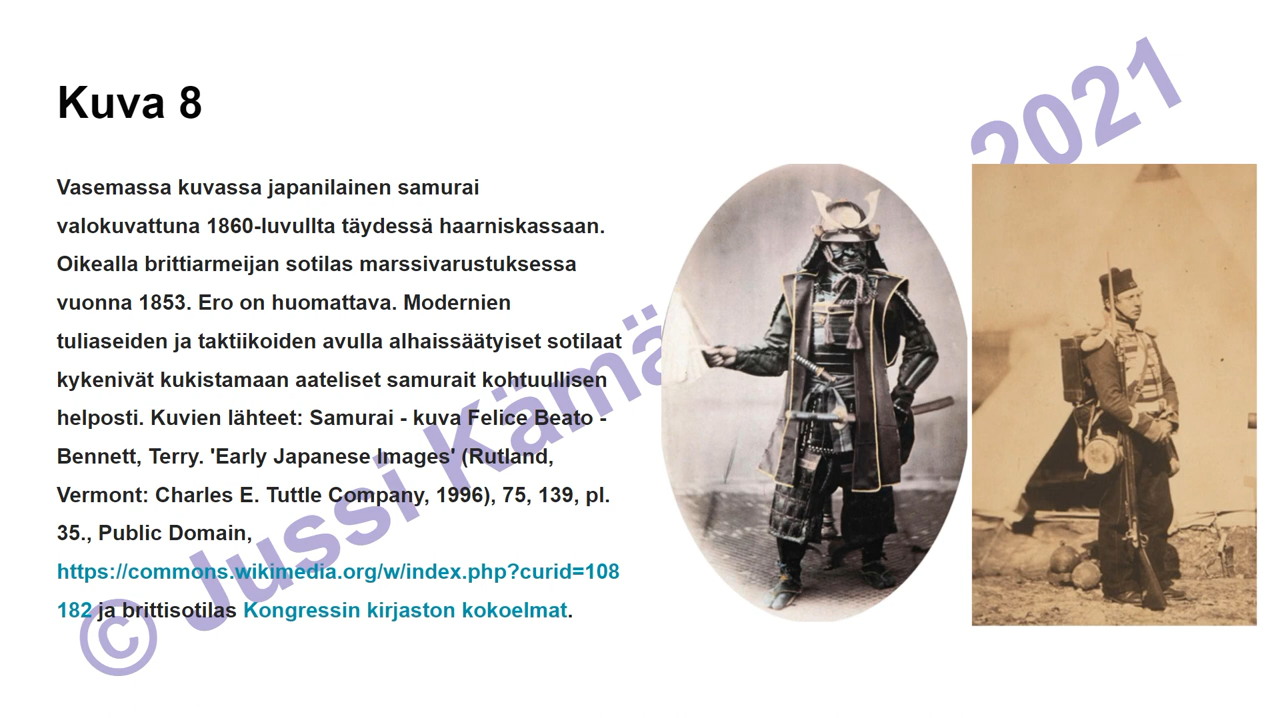 Kuva 8
Vasemassa kuvassa japanilainen samurai
valokuvattuna 1860-luvullta täydessä haarniskassaan.
Oikealla brittiarmeijan sotilas marssivarustuksessa
vuonna 1853. Ero on huomattava. Modernien
tuliaseiden ja taktiikoiden avulla alhaissäätyiset sotilaat
kykenivät kukistamaan aateliset samurait kohtuullisen
helposti. Kuvien lähteet: Samurai - kuva Felice Beato -
Bennett, Terry. 'Early Japanese Images' (Rutland,
Vermont: Charles E. Tuttle Company, 1996), 75, 139, pl.
35., Public Domain,
https://commons.wikimedia.org/w/index.php?curid=108
182 ja brittisotilas Kongressin kirjaston kokoelmat.
© Jussi Kämä 2021